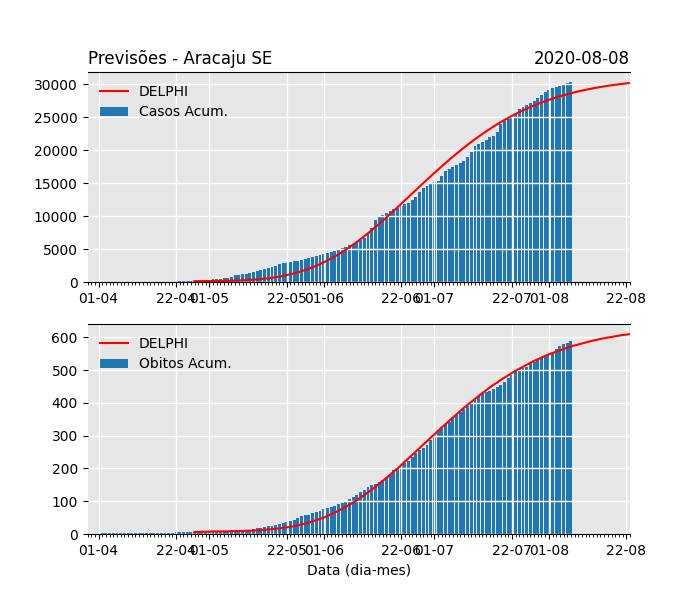 Previsões - Aracaju SE 2020-08-08
30000
25000
20000
15000
10000
5000
0
DELPHI
Casos Acum.
01-04 22-04 01-05 22-05 01-06 22-06 01-07 22-07 01-08 22-08
600
500
400
300
200
100
0
DELPHI
Obitos Acum.
01-04 22-04 01-05 22-05 01-06 22-06 01-07 22-07 01-08 22-08
Data (dia-mes)